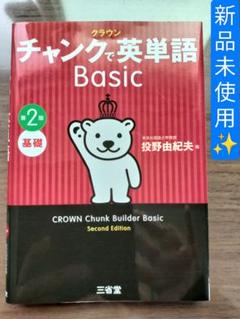 クラウン
チャンクで英単語
Basic
第2版
基礎
投野由紀夫 編
CROWN Chunk Builder Basic
Second Edition
三省堂
新品未使用✨